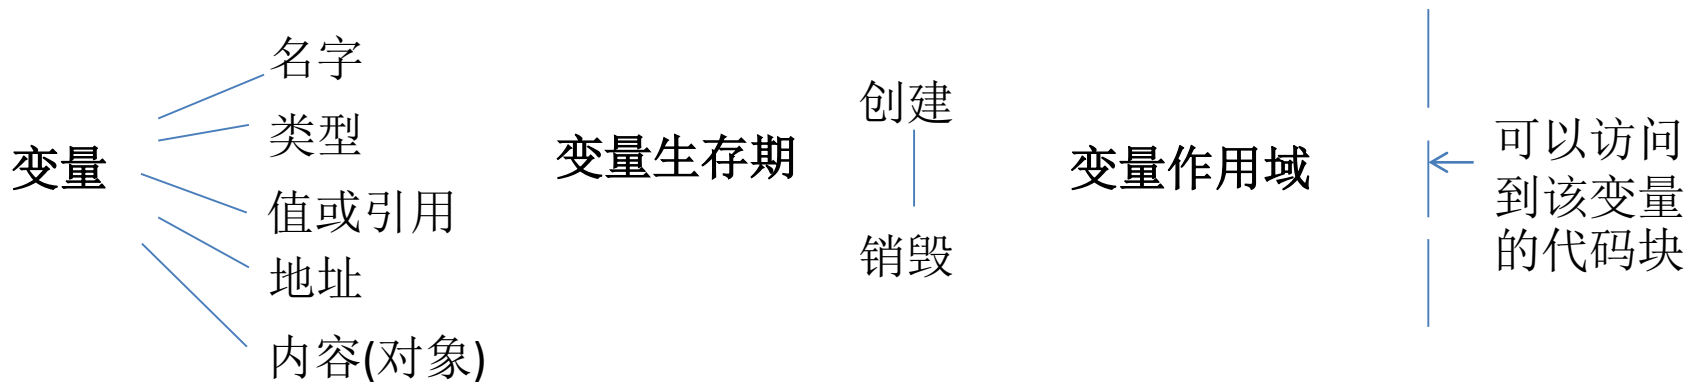 变量
名字
类型
值或引用
地址
内容(对象)
变量生存期
创建
销毁
变量作用域
可以访问
到该变量
的代码块